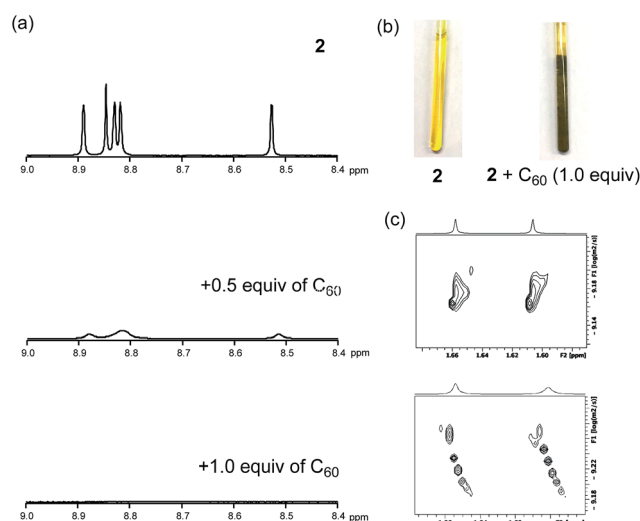 (a)
2
9.0 8.9 8.8 8.7 8.6 8.5 8.4 ppm
+0.5 equiv of C60
9.0 8.9 8.8 8.7 8.6 8.5 8.4 ppm
+1.0 equiv of C60
9.0 8.9 8.8 8.7 8.6 8.5 8.4 ppm
(b)
2 2 + C60 (1.0 equiv)
(c)
F1 [log(m2/s)]
- 9.18
- 9.14
1.66 1.64 1.62 1.60 F2 [ppm]
F1 [log(m2/s)]
- 9.22
- 9.18